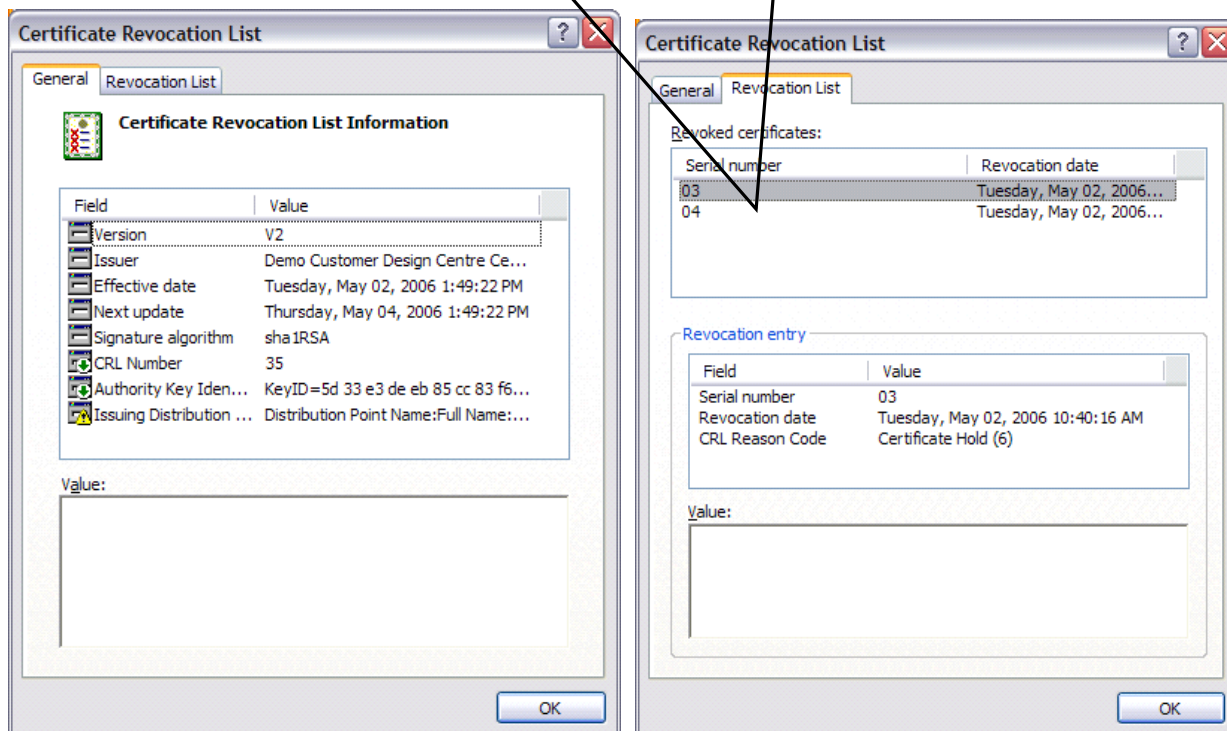 Certificate Revocation List
General Revocation List
Certificate Revocation List Information
Field Value
Version V2
Issuer Demo Customer Design Centre Ce...
Effective date Tuesday, May 02, 2006 1:49:22 PM
Next update Thursday, May 04, 2006 1:49:22 PM
Signature algorithm sha1RSA
CRL Number 35
Authority Key Iden... KeyID=5d 33 e3 de eb 85 cc 83 f6...
Issuing Distribution ... Distribution Point Name:Full Name:...
Value:
OK
Certificate Revocation List
General Revocation List
Revoked certificates:
Serial number Revocation date
03 Tuesday, May 02, 2006...
04 Tuesday, May 02, 2006...
Revocation entry
Field Value
Serial number 03
Revocation date Tuesday, May 02, 2006 10:40:16 AM
CRL Reason Code Certificate Hold (6)
Value:
OK